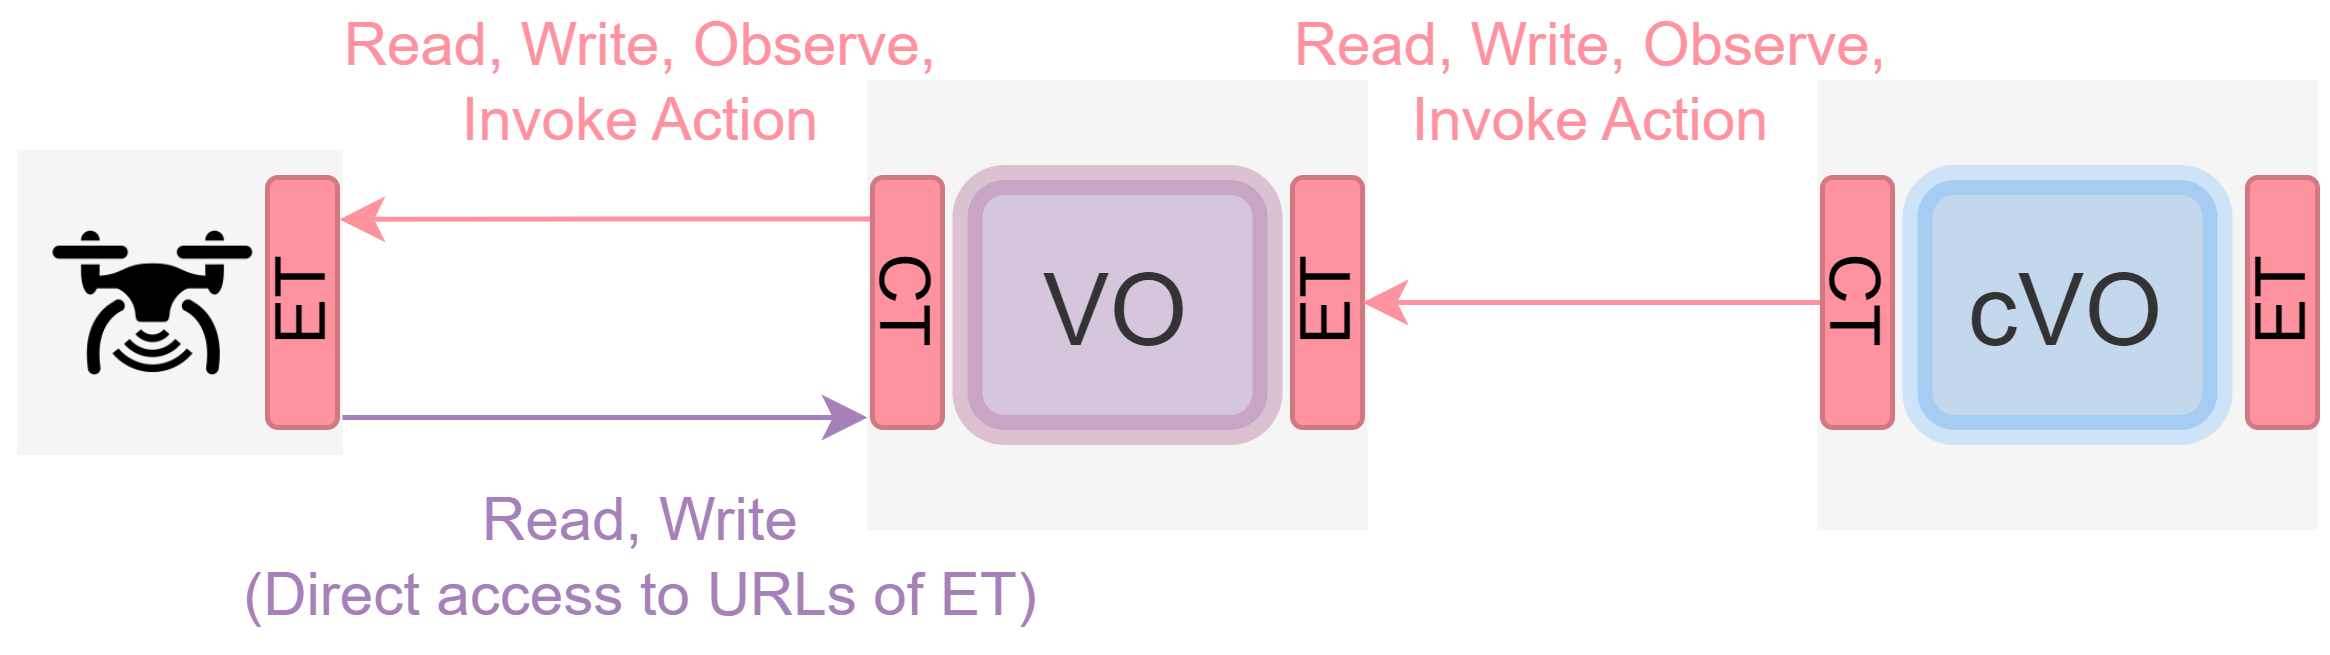 Read, Write, Observe,
Invoke Action
Read, Write, Observe,
Invoke Action
ET
CT
VO
ET
CT
cVO
ET
Read, Write
(Direct access to URLs of ET)